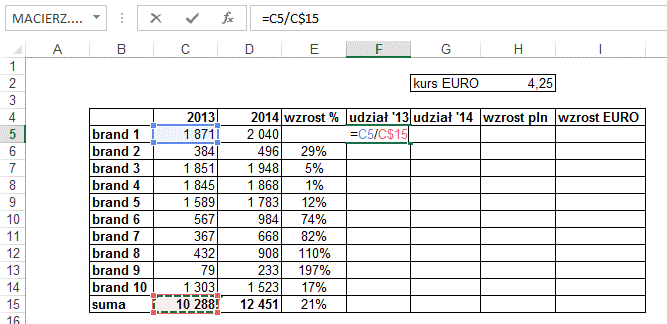 MACIERZ.... =C5/C$15
A B C D E F G H I
1
2 kurs EURO 4,25
3
4 2013 2014 wzrost % udział '13 udział '14 wzrost pln wzrost EURO
5 brand 1 1 871 2 040 =C5/C$15
6 brand 2 384 496 29%
7 brand 3 1 851 1 948 5%
8 brand 4 1 845 1 868 1%
9 brand 5 1 589 1 783 12%
10 brand 6 567 984 74%
11 brand 7 367 668 82%
12 brand 8 432 908 110%
13 brand 9 79 233 197%
14 brand 10 1 303 1 523 17%
15 suma 10 288 12 451 21%
16